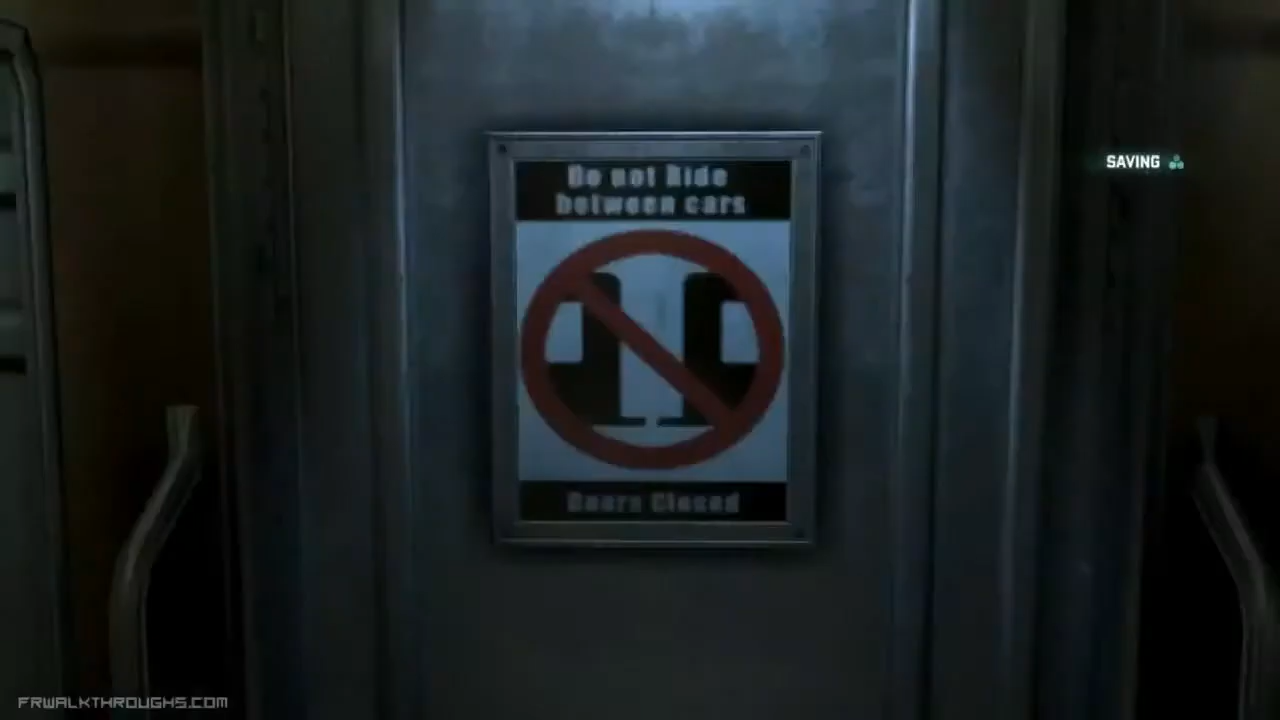 Do not Ride
between cars
SAVING
Doors Closed
FRWALKTHROUGHS.COM